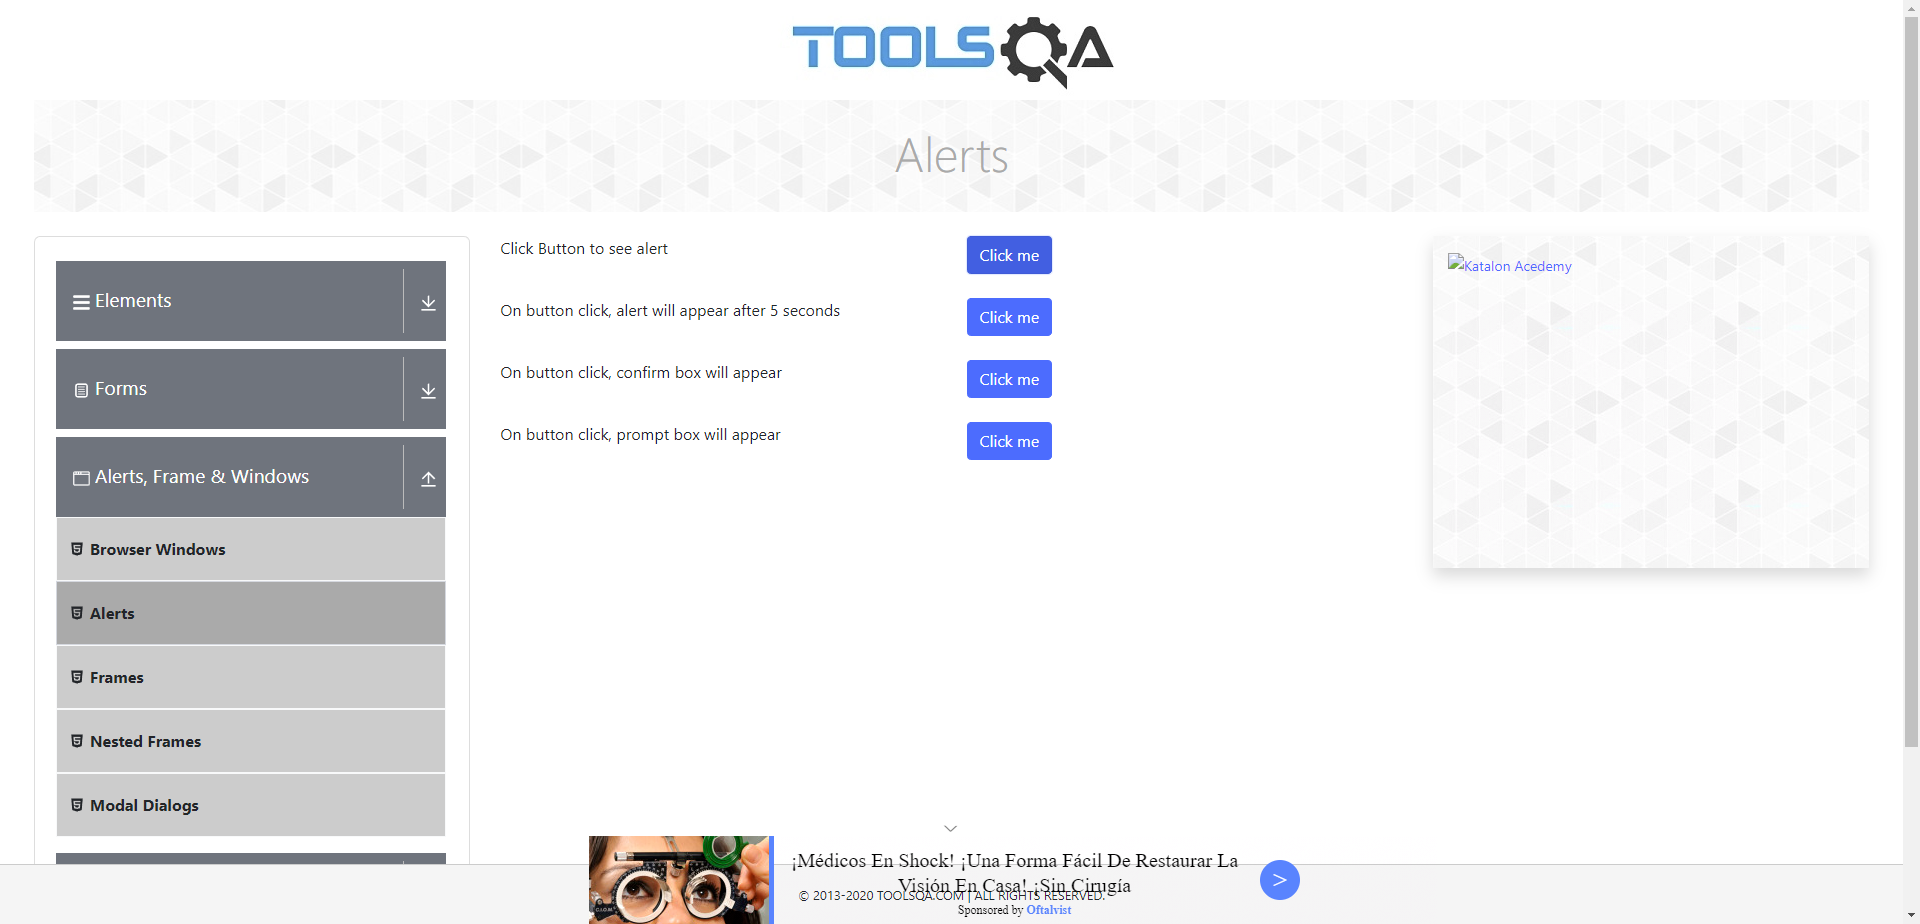 TOOLSQA
Alerts
Elements
Forms
Alerts, Frame & Windows
Browser Windows
Alerts
Frames
Nested Frames
Modal Dialogs
Click Button to see alert
Click me
On button click, alert will appear after 5 seconds
Click me
On button click, confirm box will appear
Click me
On button click, prompt box will appear
Click me
Katalon Acedemy
¡Médicos En Shock! ¡Una Forma Fácil De Restaurar La
Visión En Casa! ¡Sin Cirugía
© 2013-2020 TOOLSQA.COM | ALL RIGHTS RESERVED.
Sponsored by Oftalvist
>